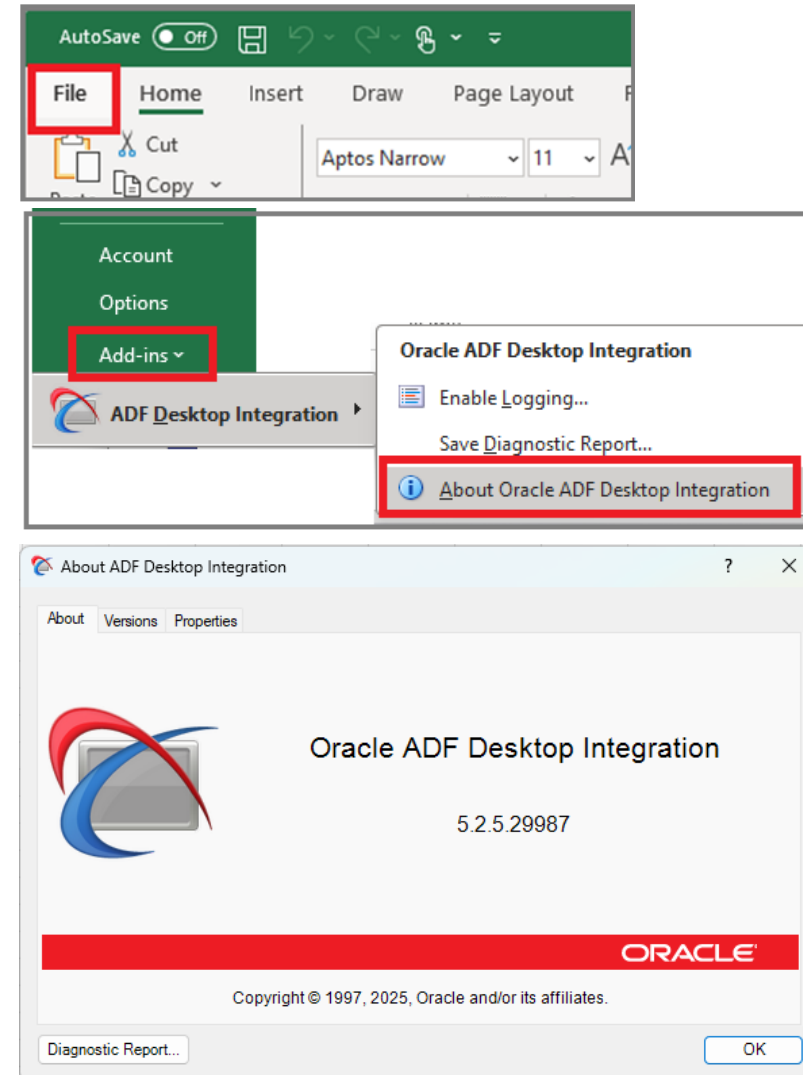 AutoSave Off
File Home Insert Draw Page Layout
Cut
Aptos Narrow 11
Copy
Account
Options
Add-ins
Oracle ADF Desktop Integration
Enable Logging...
ADF Desktop Integration
Save Diagnostic Report...
About Oracle ADF Desktop Integration
About ADF Desktop Integration ?
About Versions Properties
Oracle ADF Desktop Integration
5.2.5.29987
ORACLE
Copyright © 1997, 2025, Oracle and/or its affiliates.
Diagnostic Report... OK